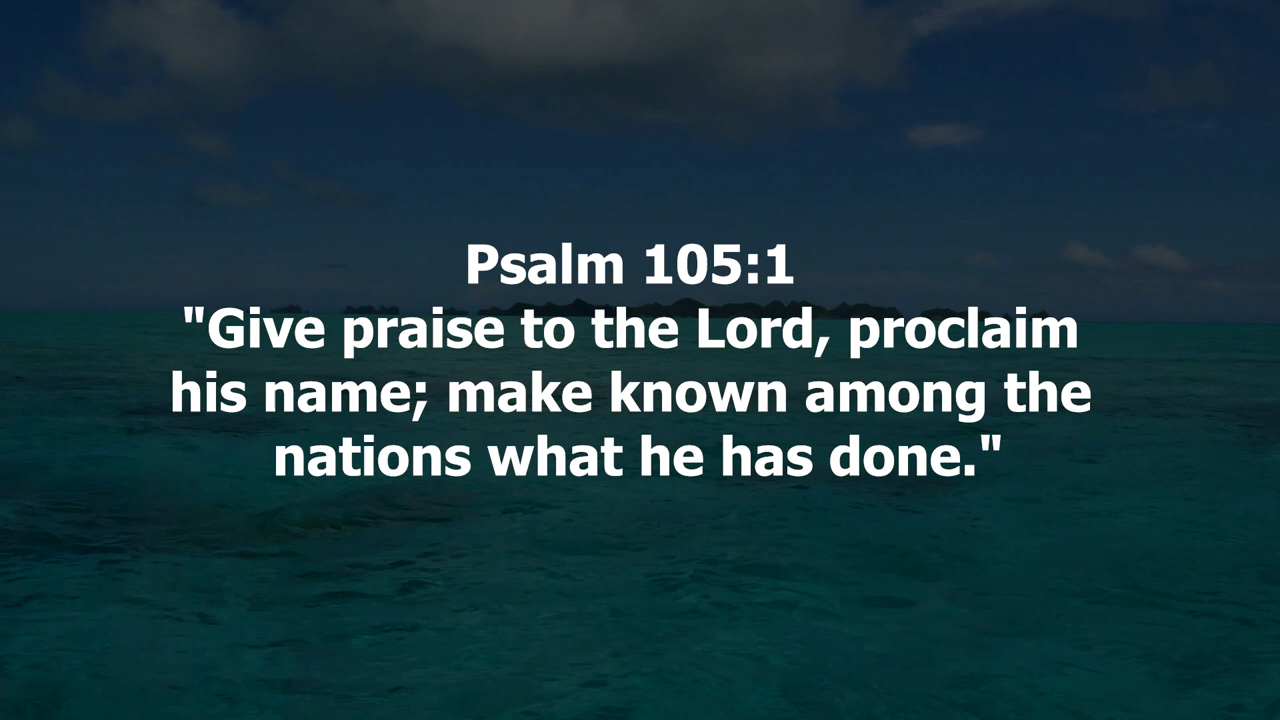 Psalm 105:1
"Give praise to the Lord, proclaim
his name; make known among the
nations what he has done."